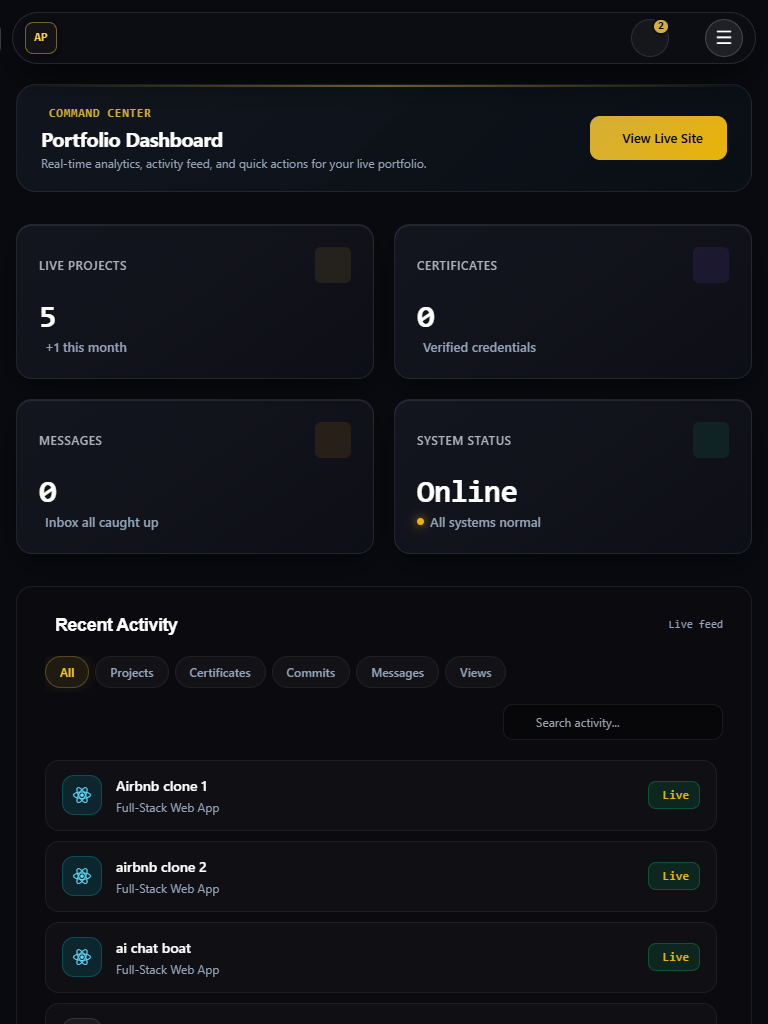 AP
2
COMMAND CENTER
Portfolio Dashboard
Real-time analytics, activity feed, and quick actions for your live portfolio.
View Live Site
LIVE PROJECTS
5
+1 this month
CERTIFICATES
0
Verified credentials
MESSAGES
0
Inbox all caught up
SYSTEM STATUS
Online
All systems normal
Recent Activity
Live feed
All Projects Certificates Commits Messages Views
Search activity...
Airbnb clone 1
Full-Stack Web App
Live
airbnb clone 2
Full-Stack Web App
Live
ai chat boat
Full-Stack Web App
Live